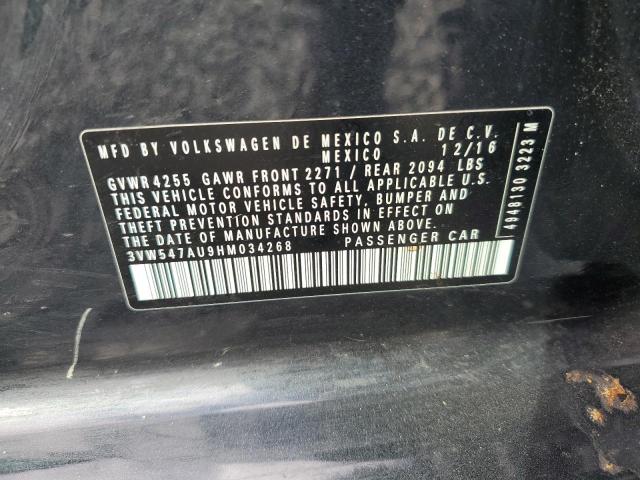 MFD BY VOLKSWAGEN DE MEXICO S.A. DE C.V.
MEXICO 12/16
GVWR 4255 GAWR FRONT 2271 / REAR 2094 LBS
THIS VEHICLE CONFORMS TO ALL APPLICABLE U.S.
FEDERAL MOTOR VEHICLE SAFETY, BUMPER AND
THEFT PREVENTION STANDARDS IN EFFECT ON
THE DATE OF MANUFACTURE SHOWN ABOVE.
3VW547AU9HM034268 PASSENGER CAR
4948130 3223 M